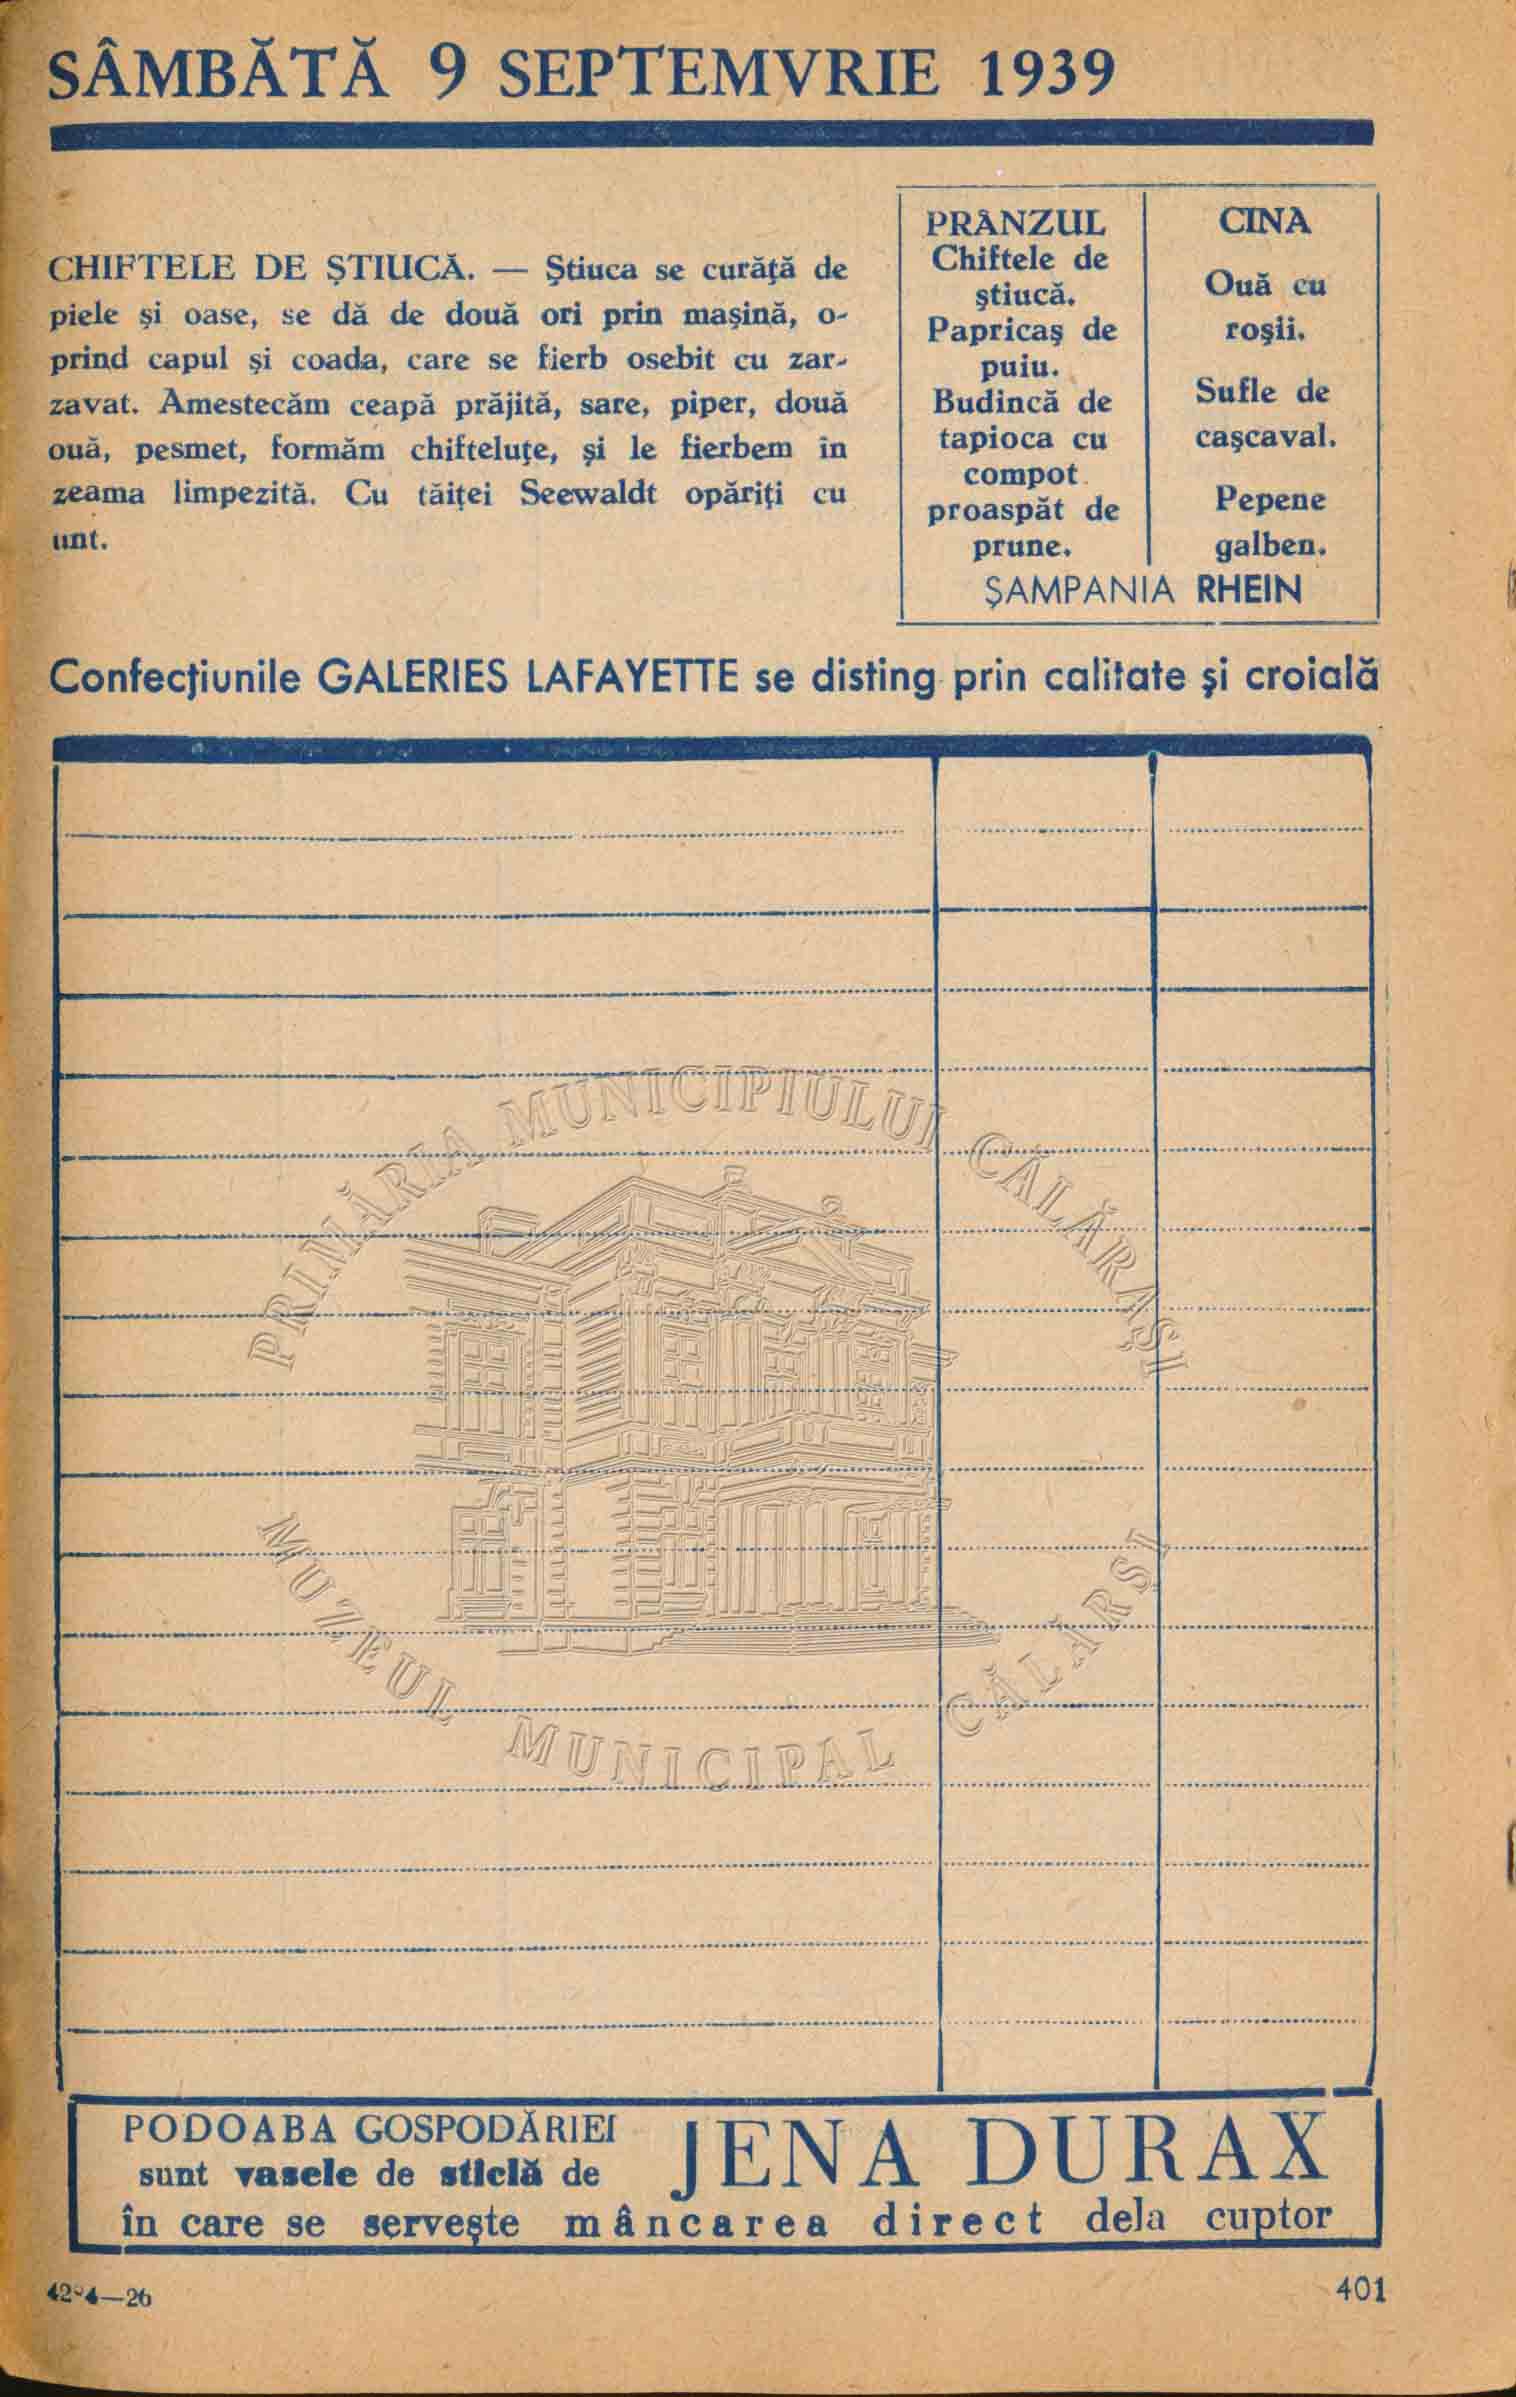 SÂMBĂTĂ 9 SEPTEMVRIE 1939
CHIFTELE DE ŞTIUCĂ. — Ştiuca se curăţă de
piele şi oase, se dă de două ori prin maşină, o-
prind capul şi coada, care se fierb osebit cu zar-
zavat. Amestecăm ceapă prăjită, sare, piper, două
ouă, pesmet, formăm chifteluţe, şi le fierbem în
zeama limpezită. Cu tăiţei Seewaldt opăriţi cu
unt.
PRÂNZUL
Chiftele de
ştiucă.
Papricaş de
puiu.
Budincă de
tapioca cu
compot
proaspăt de
prune.
CINA
Ouă cu
roşii.
Sufle de
caşcaval.
Pepene
galben.
ŞAMPANIA RHEIN
Confecţiunile GALERIES LAFAYETTE se disting prin calitate şi croială
PRIMĂRIA MUNICIPIULUI CĂLĂRAŞI
MUZEUL MUNICIPAL CĂLĂRSI
PODOABA GOSPODĂRIEI
sunt vasele de sticlă de
JENA DURAX
în care se serveşte mâncarea direct dela cuptor
401